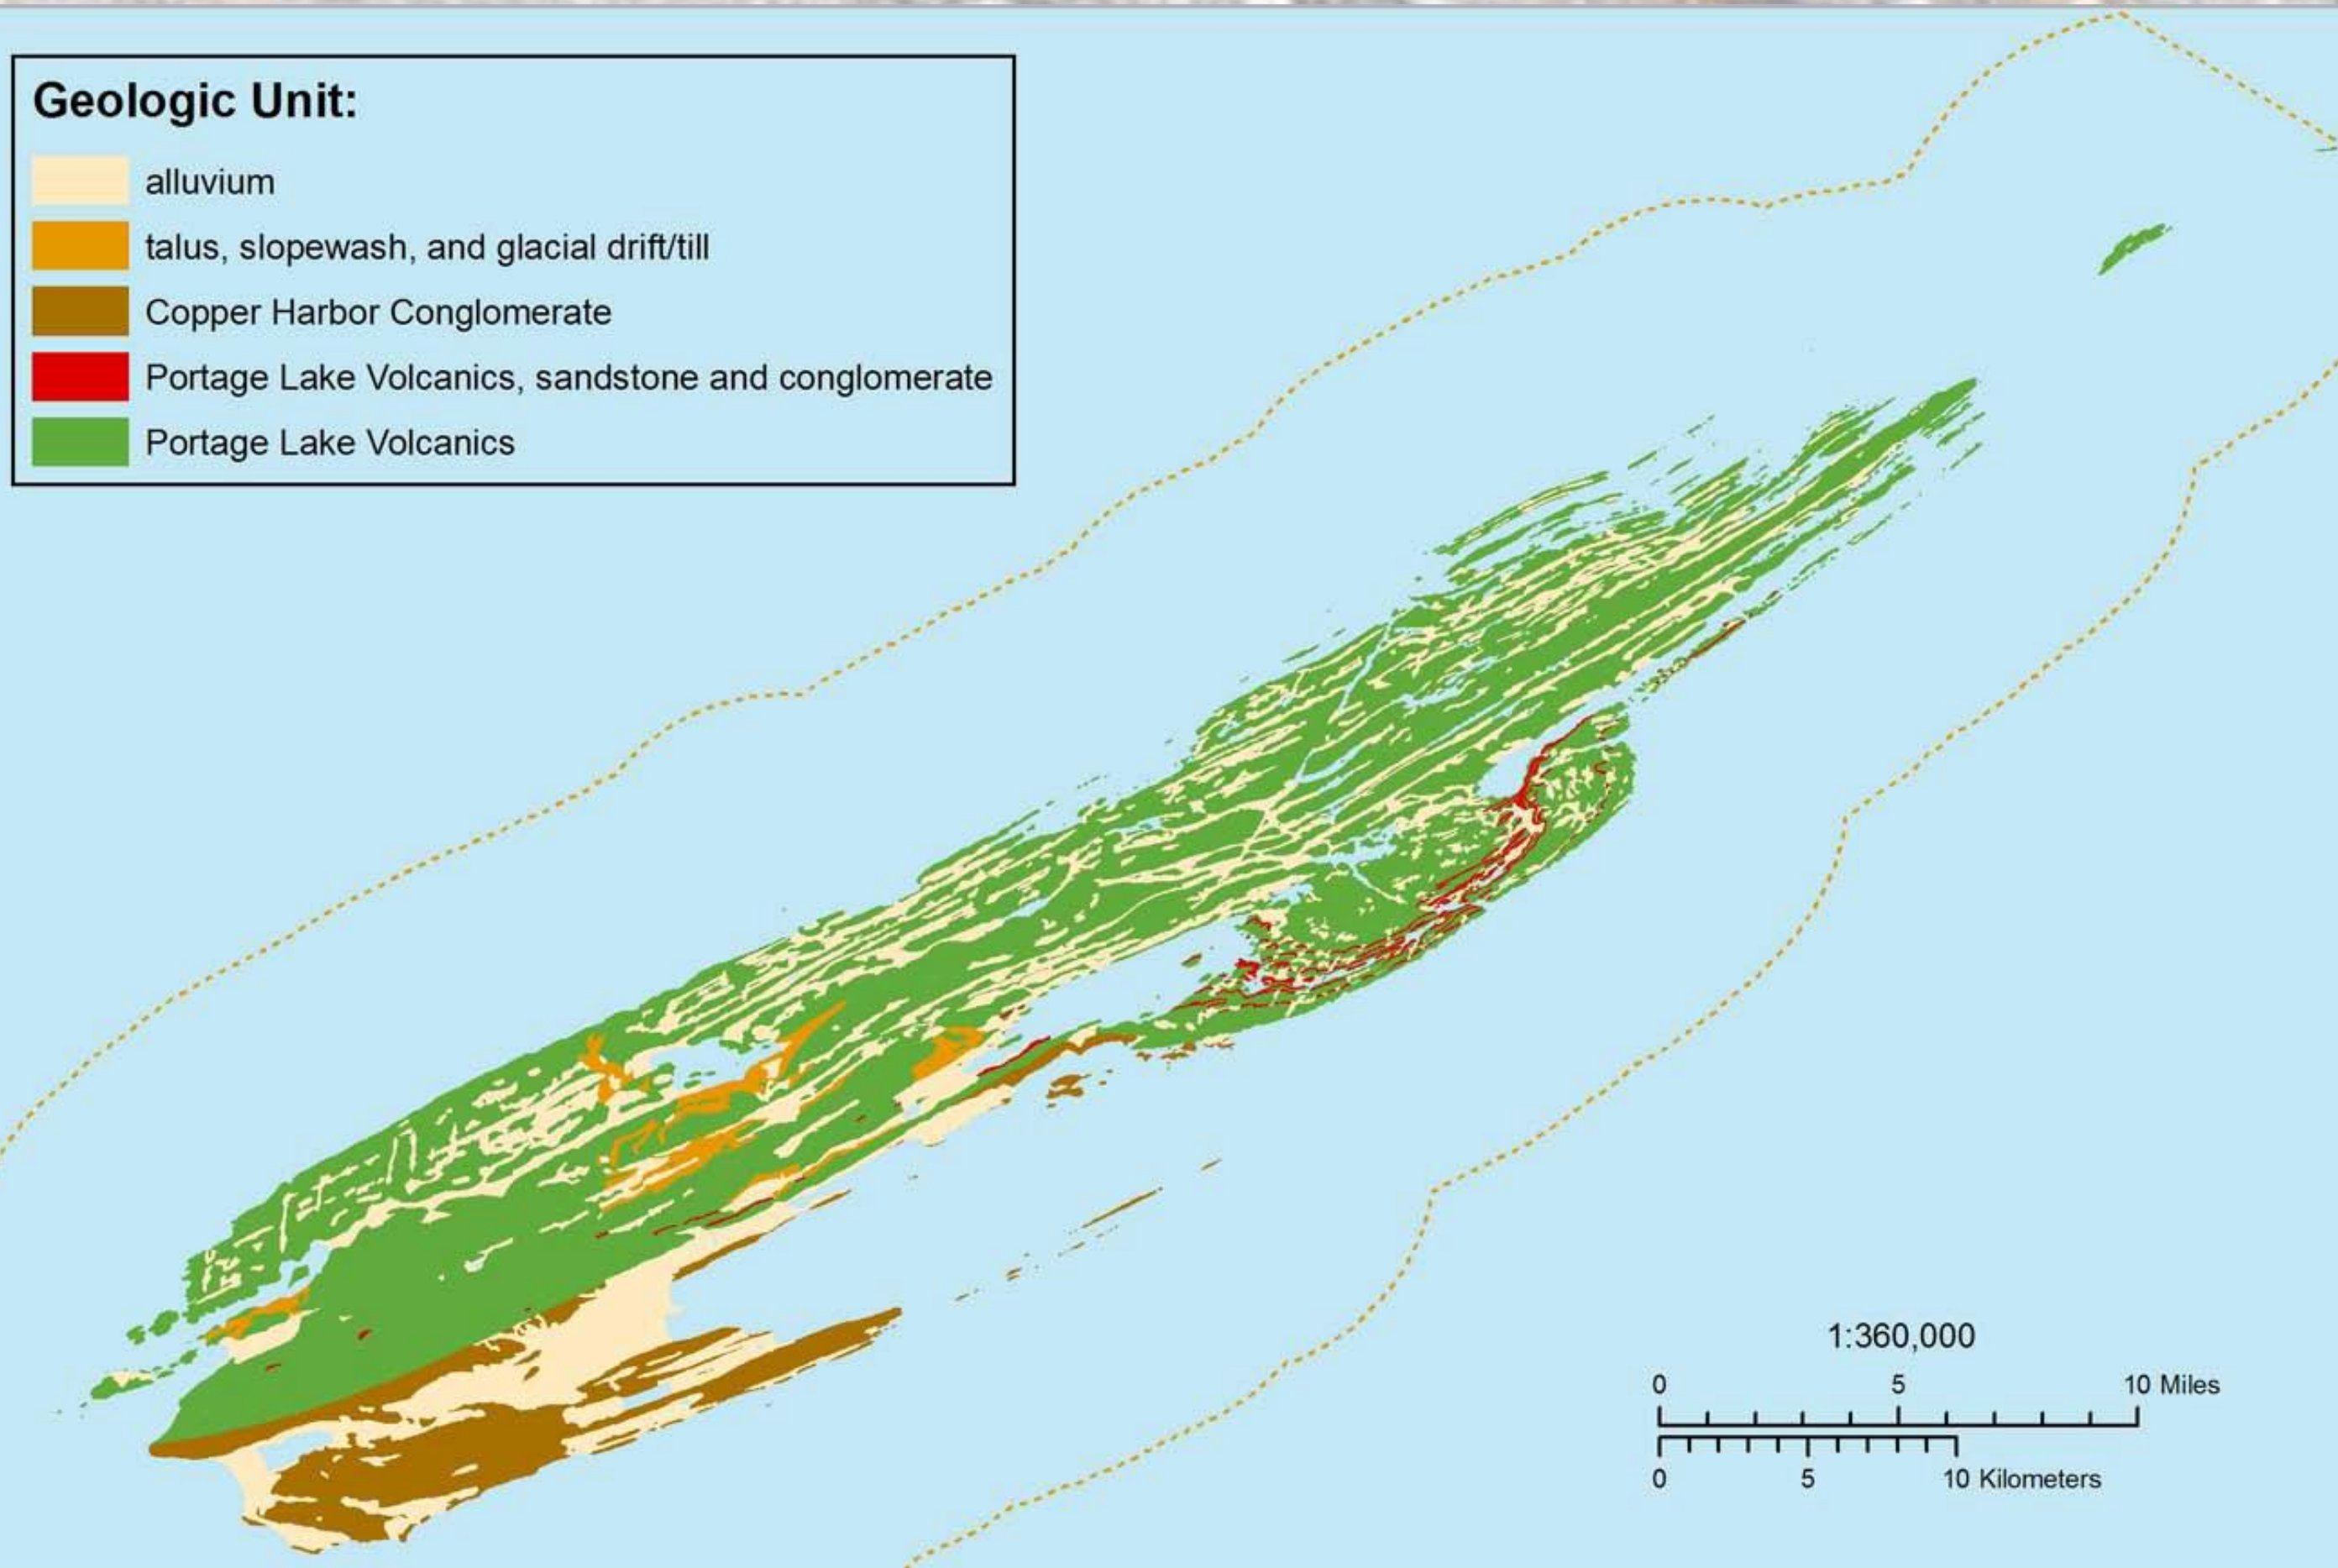 Geologic Unit:
alluvium
talus, slopewash, and glacial drift/till
Copper Harbor Conglomerate
Portage Lake Volcanics, sandstone and conglomerate
Portage Lake Volcanics
1:360,000
0 5 10 Miles
0 5 10 Kilometers